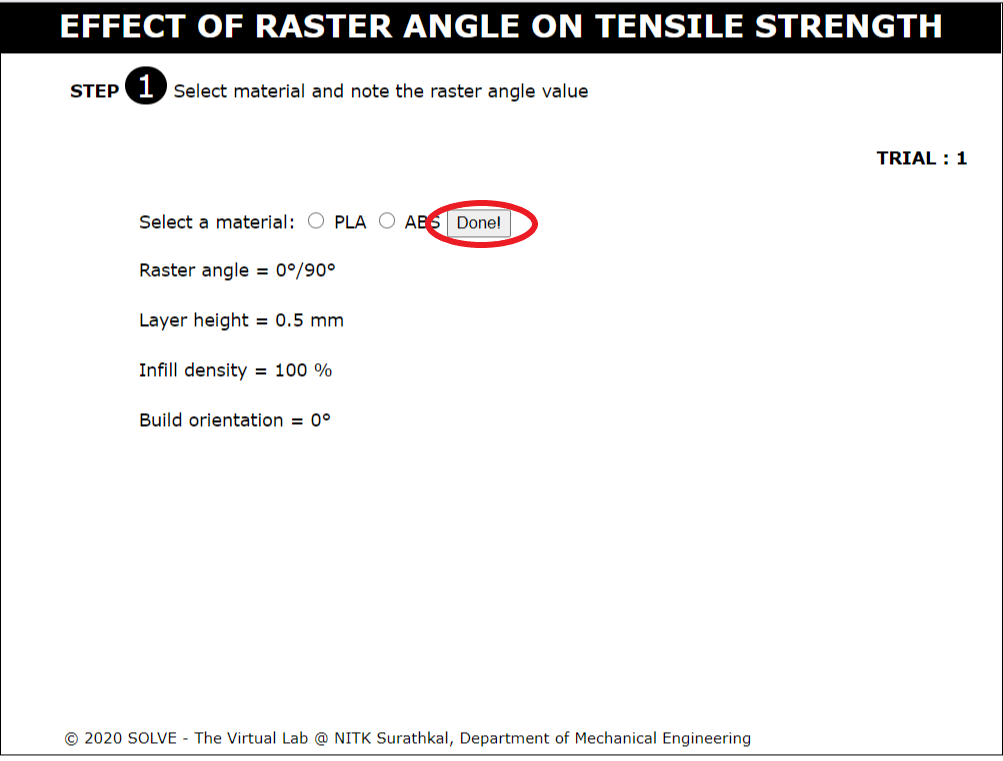 EFFECT OF RASTER ANGLE ON TENSILE STRENGTH
STEP 1 Select material and note the raster angle value
TRIAL : 1
Select a material: PLA ABS Done!
Raster angle = 0°/90°
Layer height = 0.5 mm
Infill density = 100 %
Build orientation = 0°
© 2020 SOLVE - The Virtual Lab @ NITK Surathkal, Department of Mechanical Engineering